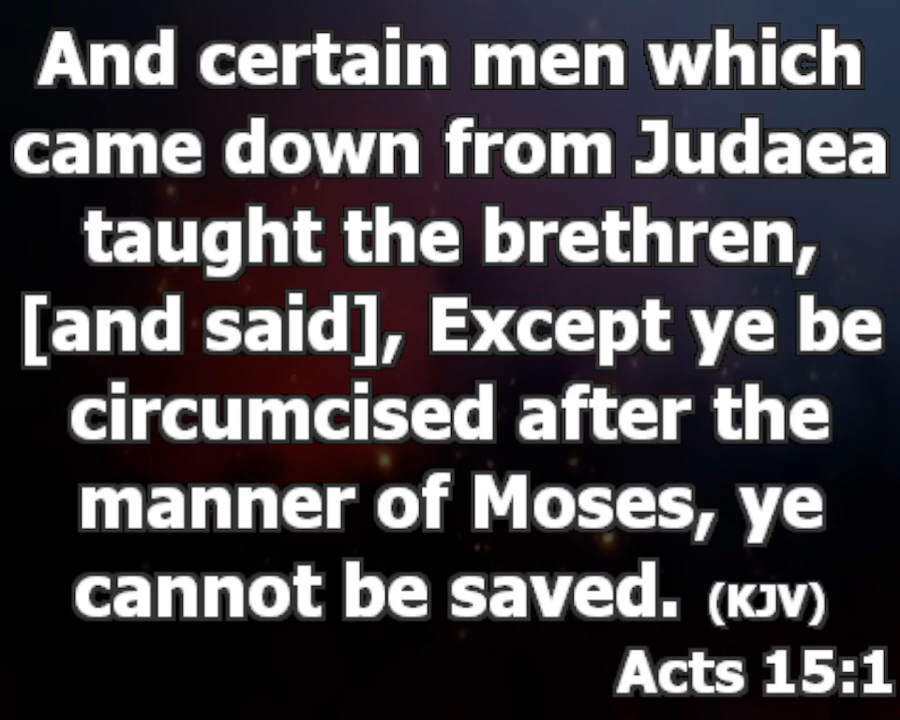 And certain men which
came down from Judaea
taught the brethren,
[and said], Except ye be
circumcised after the
manner of Moses, ye
cannot be saved. (KJV)
Acts 15:1